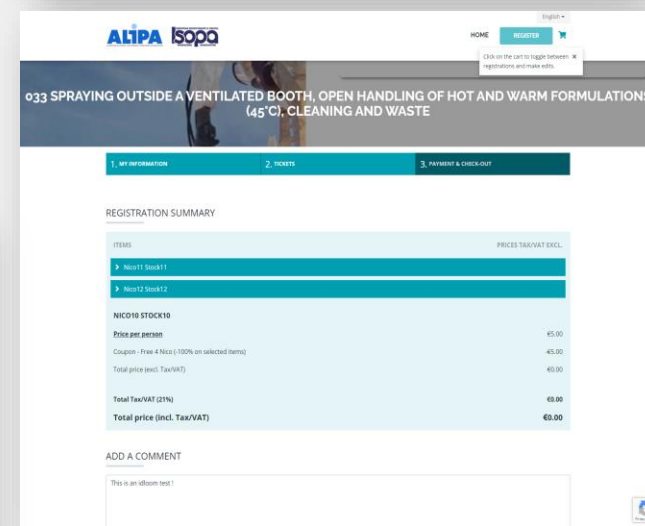 English
ALIPA isopa
HOME
REGISTER
Click on the cart to toggle between
registrations and make edits.
033 SPRAYING OUTSIDE A VENTILATED BOOTH, OPEN HANDLING OF HOT AND WARM FORMULATIONS
(45°C), CLEANING AND WASTE
1. MY INFORMATION
2. TICKETS
3. PAYMENT & CHECK-OUT
REGISTRATION SUMMARY
ITEMS PRICES TAX/VAT EXCL.
Nico11 Stock11
Nico12 Stock12
NICO10 STOCK10
Price per person €5.00
Coupon - Free 4 Nico (-100% on selected items) €5.00
Total price (excl. Tax/VAT) €0.00
Total Tax/VAT (21%) €0.00
Total price (incl. Tax/VAT) €0.00
ADD A COMMENT
This is an idloom test !